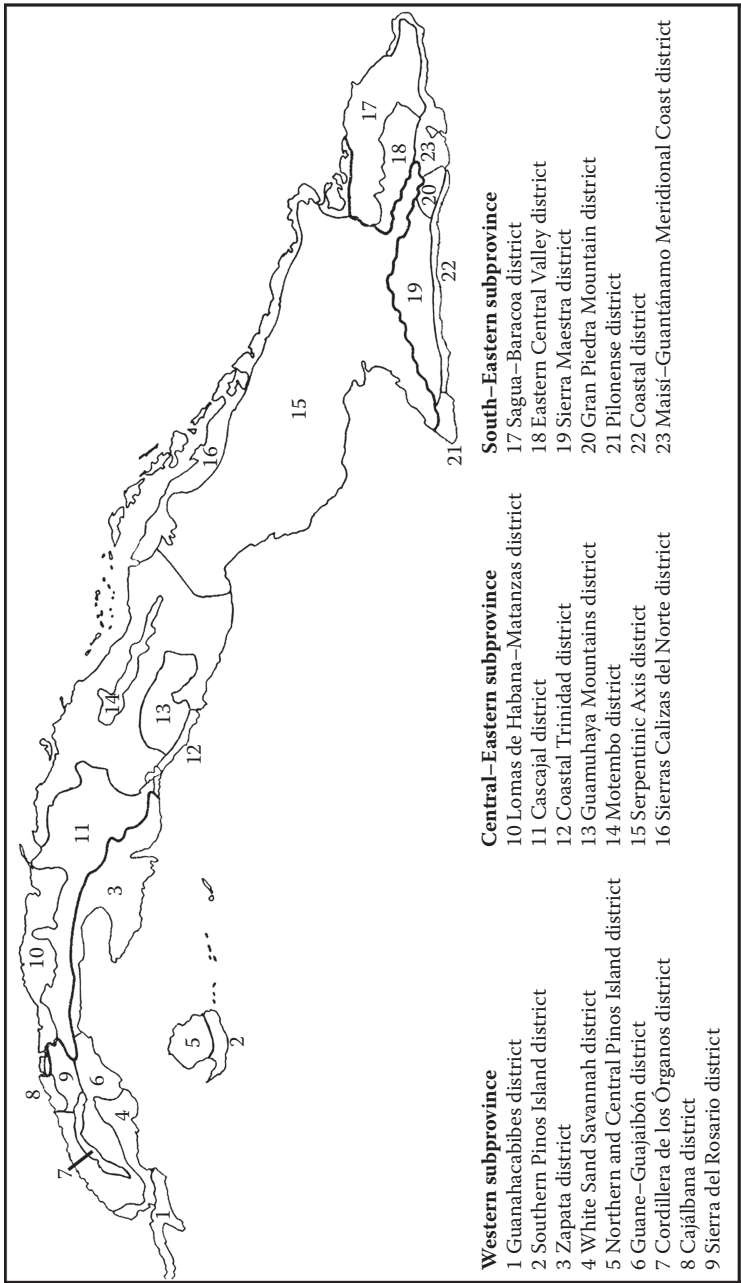 8
10
9
7
6
4
1
11
3
5
2
14
13
12
16
15
17
18
23
20
19
22
21
Western subprovince
1 Guanahacabibes district
2 Southern Pinos Island district
3 Zapata district
4 White Sand Savannah district
5 Northern and Central Pinos Island district
6 Guane–Guajaibón district
7 Cordillera de los Órganos district
8 Cajálbana district
9 Sierra del Rosario district
Central–Eastern subprovince
10 Lomas de Habana–Matanzas district
11 Cascajal district
12 Coastal Trinidad district
13 Guamuhaya Mountains district
14 Motembo district
15 Serpentinic Axis district
16 Sierras Calizas del Norte district
South–Eastern subprovince
17 Sagua–Baracoa district
18 Eastern Central Valley district
19 Sierra Maestra district
20 Gran Piedra Mountain district
21 Pilonense district
22 Coastal district
23 Maisí–Guantánamo Meridional Coast district